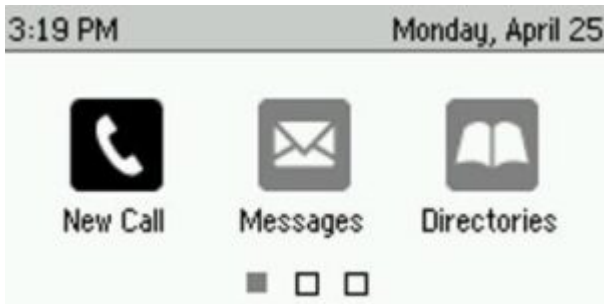 3:19 PM Monday, April 25
New Call Messages Directories